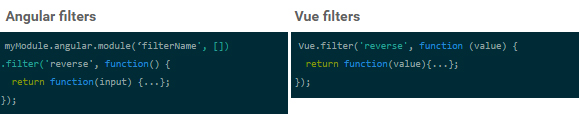 Angular filters
myModule.angular.module(‘filterName', [])
.filter('reverse', function() {
return function(input) {...};
});
Vue filters
Vue.filter('reverse', function (value) {
return function(value){...};
});